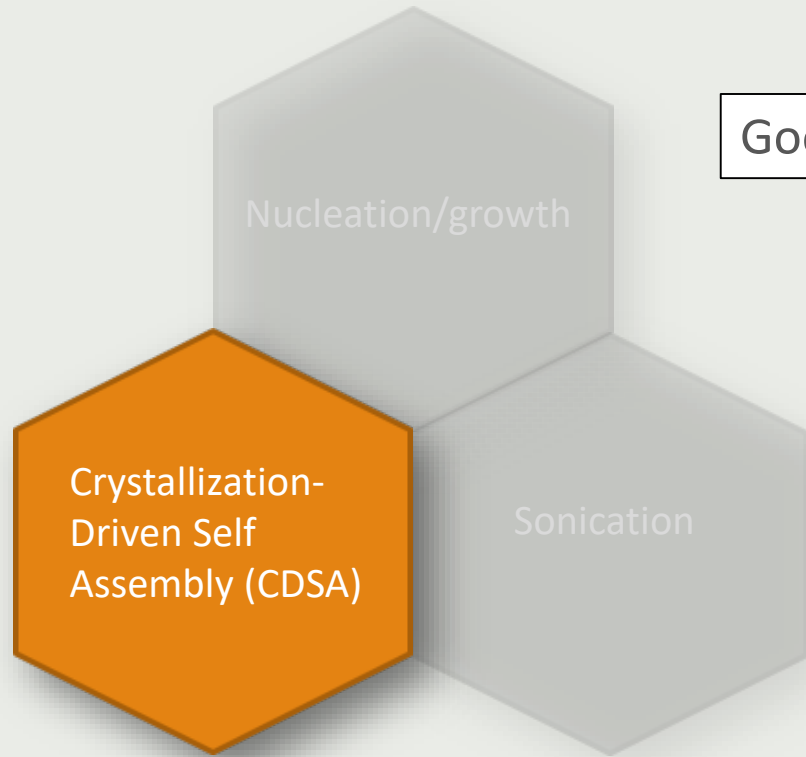 Nucleation/growth
Crystallization-
Driven Self
Assembly (CDSA)
Sonication